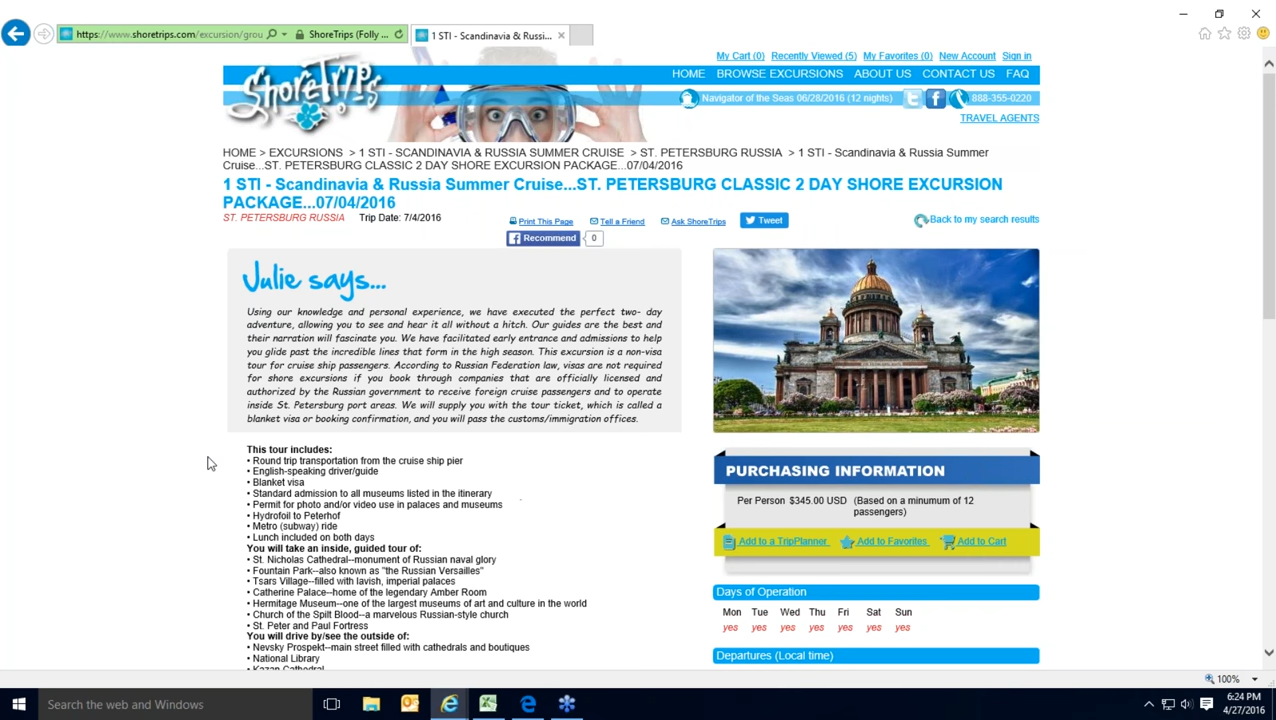 https://www.shoretrips.com/excursion/grou
ShoreTrips (Folly ...
1 STI - Scandinavia & Russi...
My Cart (0) Recently Viewed (5) My Favorites (0) New Account Sign in
ShoreTrips
HOME BROWSE EXCURSIONS ABOUT US CONTACT US FAQ
Navigator of the Seas 06/28/2016 (12 nights) 888-355-0220
TRAVEL AGENTS
HOME > EXCURSIONS > 1 STI - SCANDINAVIA & RUSSIA SUMMER CRUISE > ST. PETERSBURG RUSSIA > 1 STI - Scandinavia & Russia Summer
Cruise...ST. PETERSBURG CLASSIC 2 DAY SHORE EXCURSION PACKAGE...07/04/2016
1 STI - Scandinavia & Russia Summer Cruise...ST. PETERSBURG CLASSIC 2 DAY SHORE EXCURSION
PACKAGE...07/04/2016
ST. PETERSBURG RUSSIA Trip Date: 7/4/2016
Print This Page Tell a Friend Ask ShoreTrips Tweet
Back to my search results
Recommend 0
Julie says...
Using our knowledge and personal experience, we have executed the perfect two- day
adventure, allowing you to see and hear it all without a hitch. Our guides are the best and
their narration will fascinate you. We have facilitated early entrance and admissions to help
you glide past the incredible lines that form in the high season. This excursion is a non-visa
tour for cruise ship passengers. According to Russian Federation law, visas are not required
for shore excursions if you book through companies that are officially licensed and
authorized by the Russian government to receive foreign cruise passengers and to operate
inside St. Petersburg port areas. We will supply you with the tour ticket, which is called a
blanket visa or booking confirmation, and you will pass the customs/immigration offices.
This tour includes:
• Round trip transportation from the cruise ship pier
• English-speaking driver/guide
• Blanket visa
• Standard admission to all museums listed in the itinerary
• Permit for photo and/or video use in palaces and museums
• Hydrofoil to Peterhof
• Metro (subway) ride
• Lunch included on both days
You will take an inside, guided tour of:
• St. Nicholas Cathedral--monument of Russian naval glory
• Fountain Park--also known as "the Russian Versailles"
• Tsars Village--filled with lavish, imperial palaces
• Catherine Palace--home of the legendary Amber Room
• Hermitage Museum--one of the largest museums of art and culture in the world
• Church of the Spilt Blood--a marvelous Russian-style church
• St. Peter and Paul Fortress
You will drive by/see the outside of:
• Nevsky Prospekt--main street filled with cathedrals and boutiques
• National Library
• Kazan Cathedral
PURCHASING INFORMATION
Per Person $345.00 USD (Based on a minumum of 12
passengers)
Add to a TripPlanner Add to Favorites Add to Cart
Days of Operation
Mon Tue Wed Thu Fri Sat Sun
yes yes yes yes yes yes yes
Departures (Local time)
100%
Search the web and Windows
6:24 PM
4/27/2016